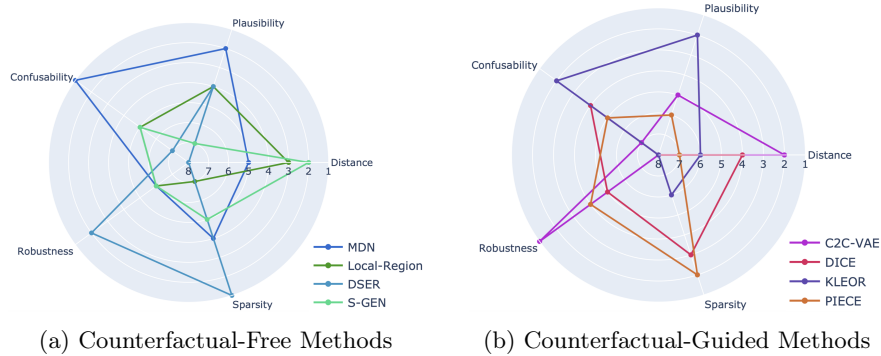 Plausibility
Confusability
Distance
8 7 6 5 4 3 2 1
Robustness
Sparsity
MDN
Local-Region
DSER
S-GEN
(a) Counterfactual-Free Methods
Plausibility
Confusability
Distance
8 7 6 5 4 3 2 1
Robustness
Sparsity
C2C-VAE
DICE
KLEOR
PIECE
(b) Counterfactual-Guided Methods